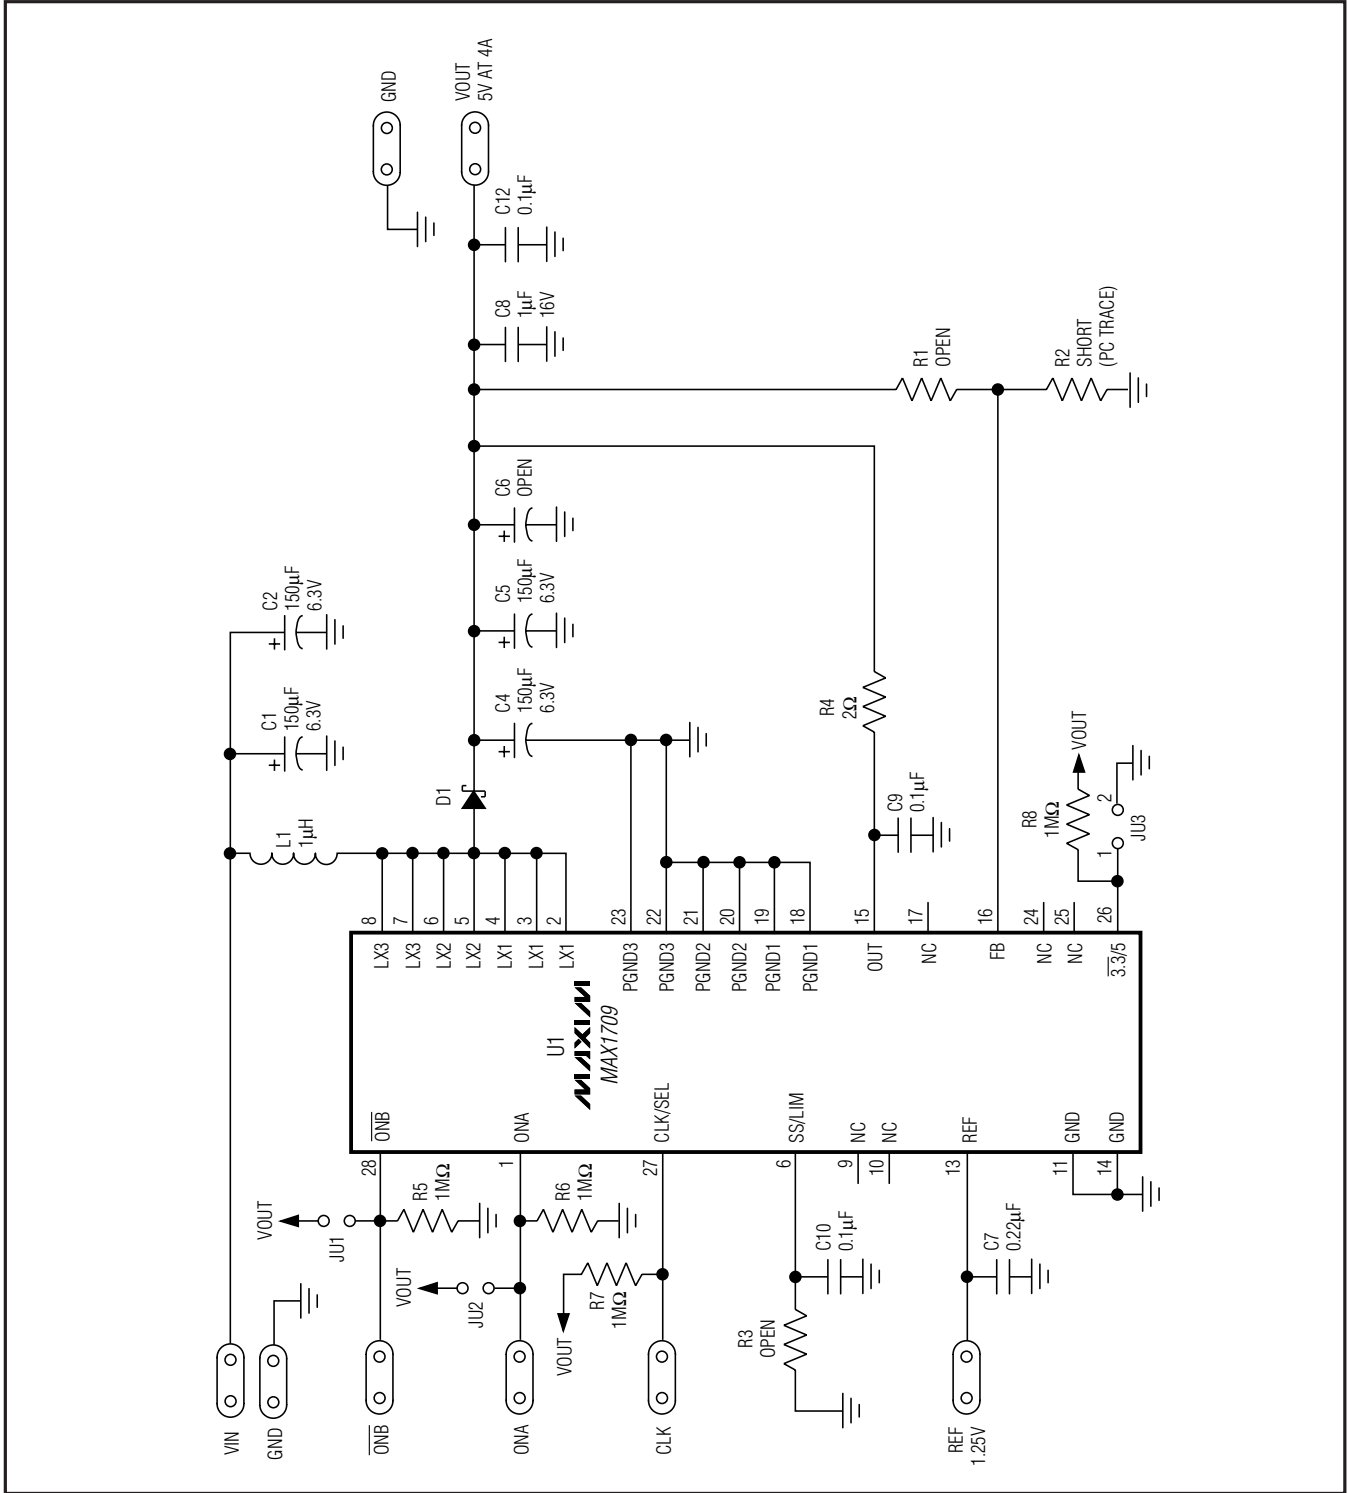 VIN
GND
ONB
ONA
CLK
REF
1.25V
VOUT
JU1
R5
1MΩ
VOUT
JU2
R6
1MΩ
VOUT
R7
1MΩ
R3
OPEN
C10
0.1µF
C7
0.22µF
28
1
27
6
9
10
13
11
14
ONB
ONA
CLK/SEL
SS/LIM
NC
NC
REF
GND
GND
U1
MAXIM
MAX1709
LX3
LX3
LX2
LX2
LX1
LX1
LX1
PGND3
PGND3
PGND2
PGND2
PGND1
PGND1
OUT
NC
FB
NC
NC
3.3/5
8
7
6
5
4
3
2
23
22
21
20
19
18
15
17
16
24
25
26
L1
1µH
C1
150µF
6.3V
C2
150µF
6.3V
D1
C4
150µF
6.3V
C5
150µF
6.3V
C6
OPEN
C8
1µF
16V
C12
0.1µF
GND
VOUT
5V AT 4A
R4
2Ω
C9
0.1µF
R1
OPEN
R2
SHORT
(PC TRACE)
R8
1MΩ
VOUT
1
2
JU3